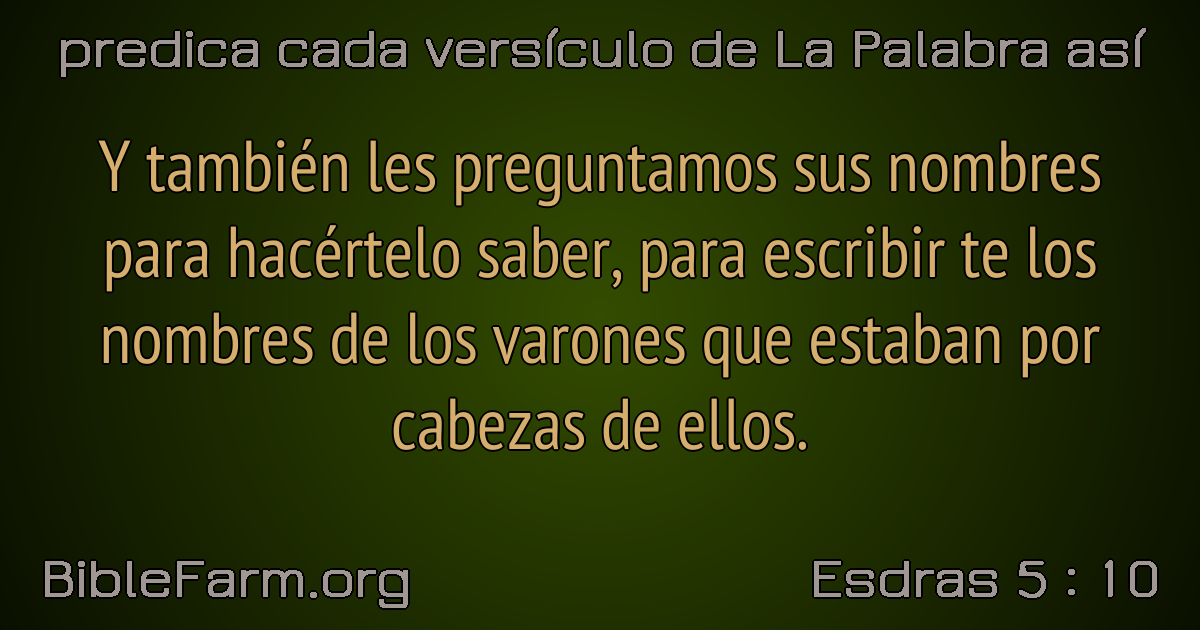 predica cada versículo de La Palabra así
Y también les preguntamos sus nombres
para hacértelo saber, para escribir te los
nombres de los varones que estaban por
cabezas de ellos.
BibleFarm.org
Esdras 5 : 10